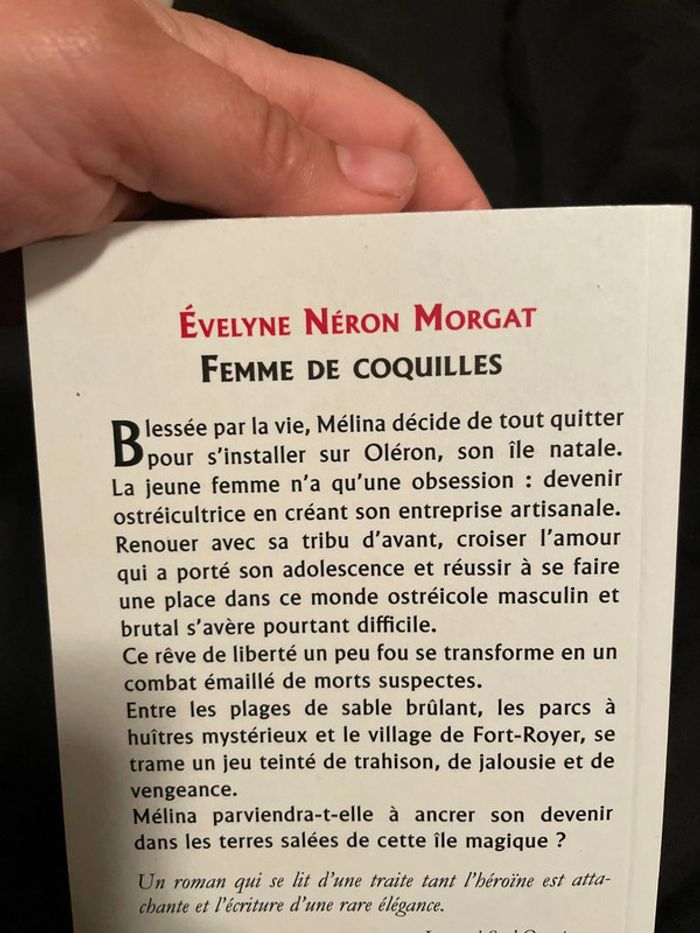 ÉVELYNE NÉRON MORGAT
FEMME DE COQUILLES
Blessée par la vie, Mélina décide de tout quitter
pour s'installer sur Oléron, son île natale.
La jeune femme n'a qu'une obsession : devenir
ostréicultrice en créant son entreprise artisanale.
Renouer avec sa tribu d'avant, croiser l'amour
qui a porté son adolescence et réussir à se faire
une place dans ce monde ostréicole masculin et
brutal s'avère pourtant difficile.
Ce rêve de liberté un peu fou se transforme en un
combat émaillé de morts suspectes.
Entre les plages de sable brûlant, les parcs à
huîtres mystérieux et le village de Fort-Royer, se
trame un jeu teinté de trahison, de jalousie et de
vengeance.
Mélina parviendra-t-elle à ancrer son devenir
dans les terres salées de cette île magique ?
Un roman qui se lit d'une traite tant l'héroïne est atta-
chante et l'écriture d'une rare élégance.